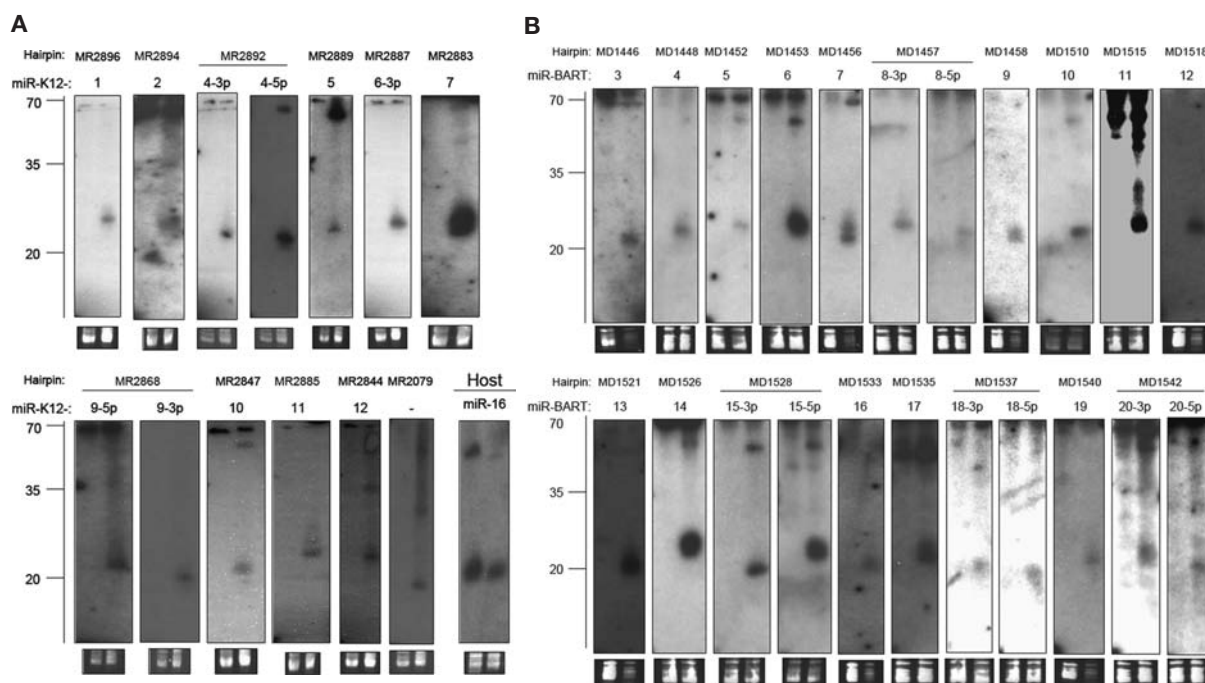 A
Hairpin: MR2896 MR2894 MR2892 MR2889 MR2887 MR2883
miR-K12-: 1 2 4-3p 4-5p 5 6-3p 7
70
35
20
Hairpin: MR2868 MR2847 MR2885 MR2844 MR2079 Host
miR-K12-: 9-5p 9-3p 10 11 12 - miR-16
70
35
20
B
Hairpin: MD1446 MD1448 MD1452 MD1453 MD1456 MD1457 MD1458 MD1510 MD1515 MD1518
miR-BART: 3 4 5 6 7 8-3p 8-5p 9 10 11 12
70
35
20
Hairpin: MD1521 MD1526 MD1528 MD1533 MD1535 MD1537 MD1540 MD1542
miR-BART: 13 14 15-3p 15-5p 16 17 18-3p 18-5p 19 20-3p 20-5p
70
35
20